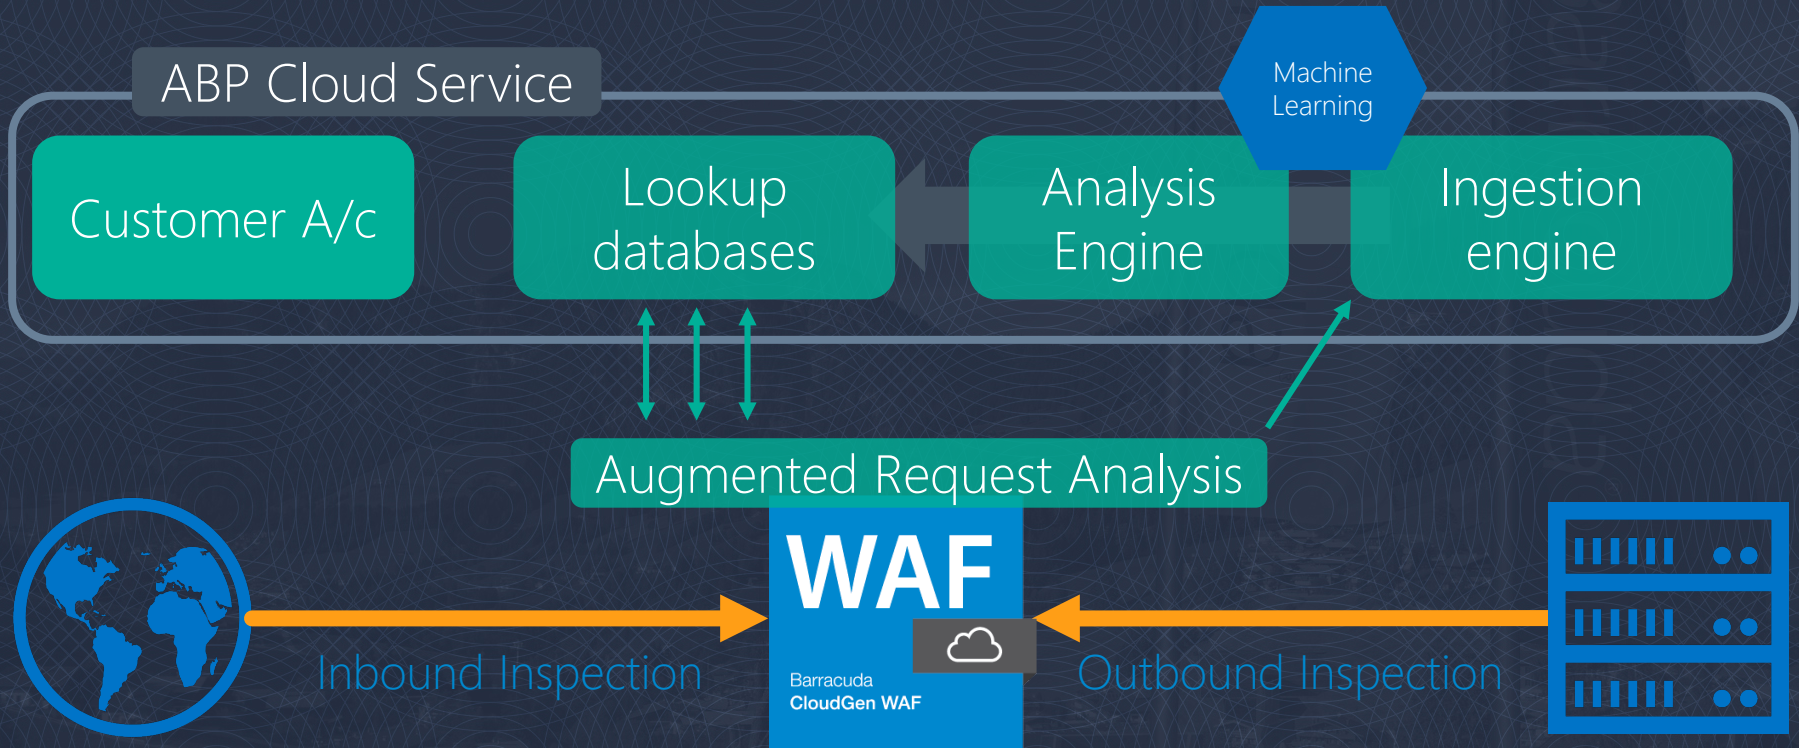 ABP Cloud Service
Machine
Learning
Customer A/c
Lookup
databases
Analysis
Engine
Ingestion
engine
Augmented Request Analysis
WAF
Inbound Inspection
Outbound Inspection
Barracuda
CloudGen WAF